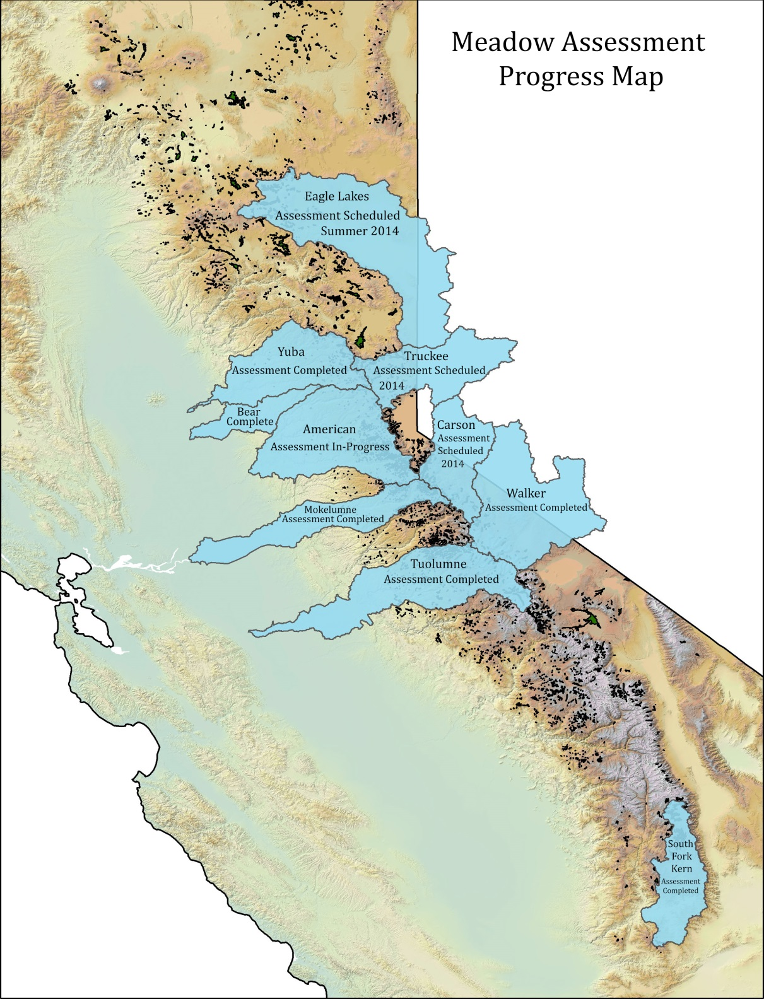 Meadow Assessment
Progress Map
Eagle Lakes
Assessment Scheduled
Summer 2014
Yuba
Assessment Completed
Truckee
Assessment Scheduled
2014
Bear
Complete
American
Assessment In-Progress
Carson
Assessment
Scheduled
2014
Walker
Assessment Completed
Mokelumne
Assessment Completed
Tuolumne
Assessment Completed
South
Fork
Kern
Assessment
Completed